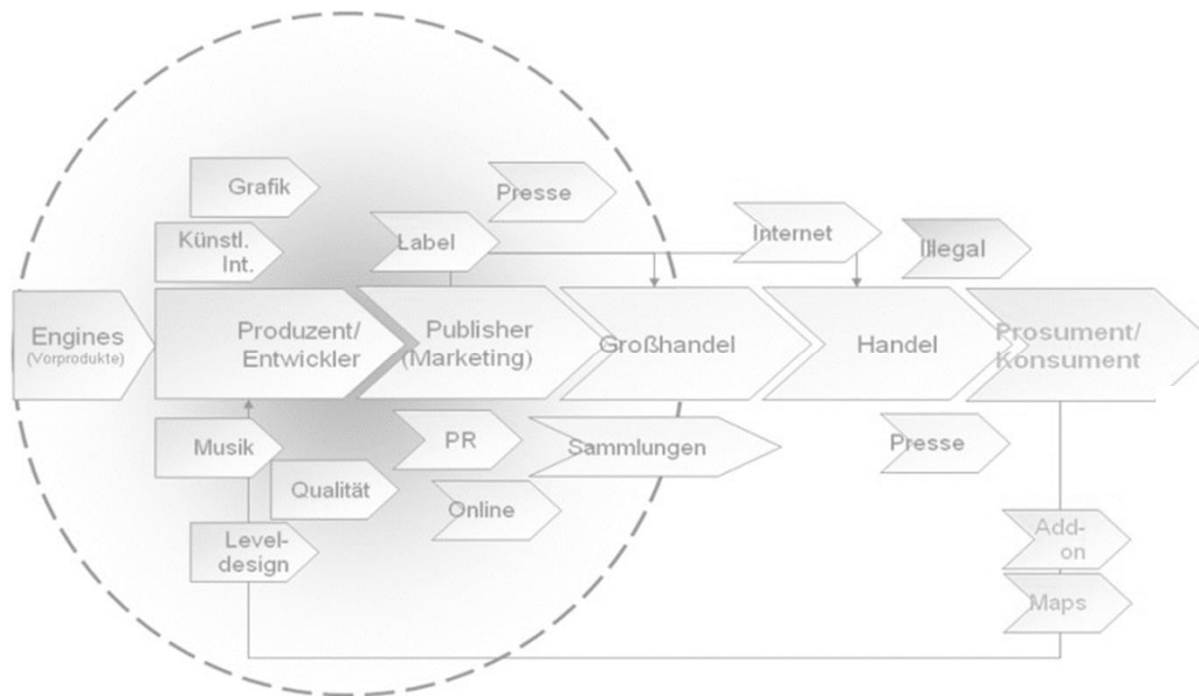 Grafik
Presse
Künstl.
Int.
Label
Internet
Illegal
Engines
(Vorprodukte)
Produzent/
Entwickler
Publisher
(Marketing)
Großhandel
Handel
Prosument/
Konsument
Musik
PR
Sammlungen
Presse
Qualität
Online
Level-
design
Add-
on
Maps